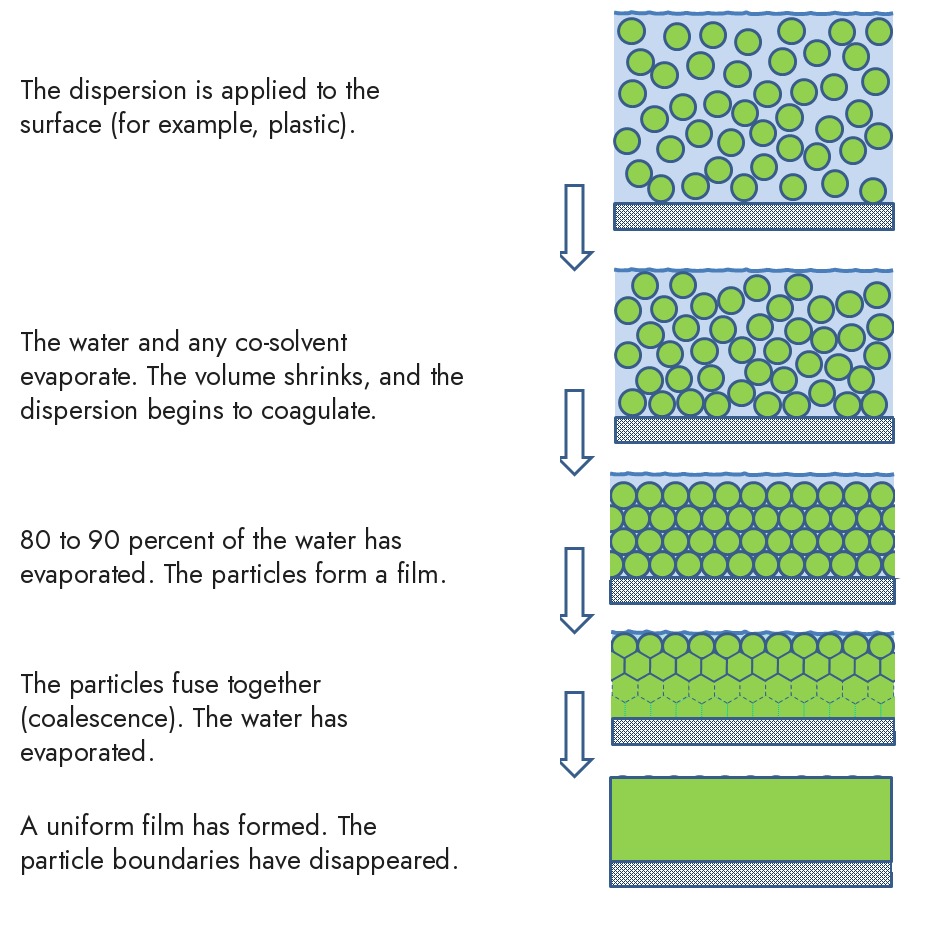 The dispersion is applied to the
surface (for example, plastic).
The water and any co-solvent
evaporate. The volume shrinks, and the
dispersion begins to coagulate.
80 to 90 percent of the water has
evaporated. The particles form a film.
The particles fuse together
(coalescence). The water has
evaporated.
A uniform film has formed. The
particle boundaries have disappeared.